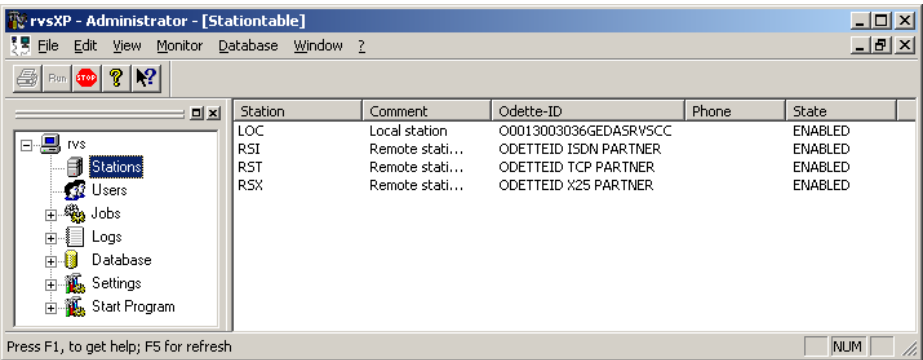 rvsXP - Administrator - [Stationtable]
File Edit View Monitor Database Window ?
Run STOP ? ?
Station Comment Odette-ID Phone State
LOC Local station O0013003036GEDASRVSCC ENABLED
RSI Remote stati... ODETTEID ISDN PARTNER ENABLED
RST Remote stati... ODETTEID TCP PARTNER ENABLED
RSX Remote stati... ODETTEID X25 PARTNER ENABLED
rvs
Stations
Users
Jobs
Logs
Database
Settings
Start Program
Press F1, to get help; F5 for refresh NUM